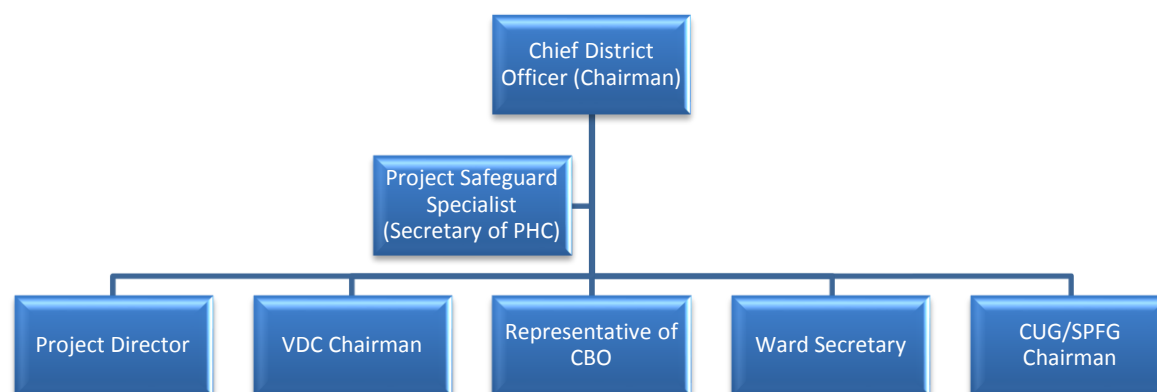 Chief District
Officer (Chairman)
Project Safeguard
Specialist
(Secretary of PHC)
Project Director
VDC Chairman
Representative of
CBO
Ward Secretary
CUG/SPFG
Chairman